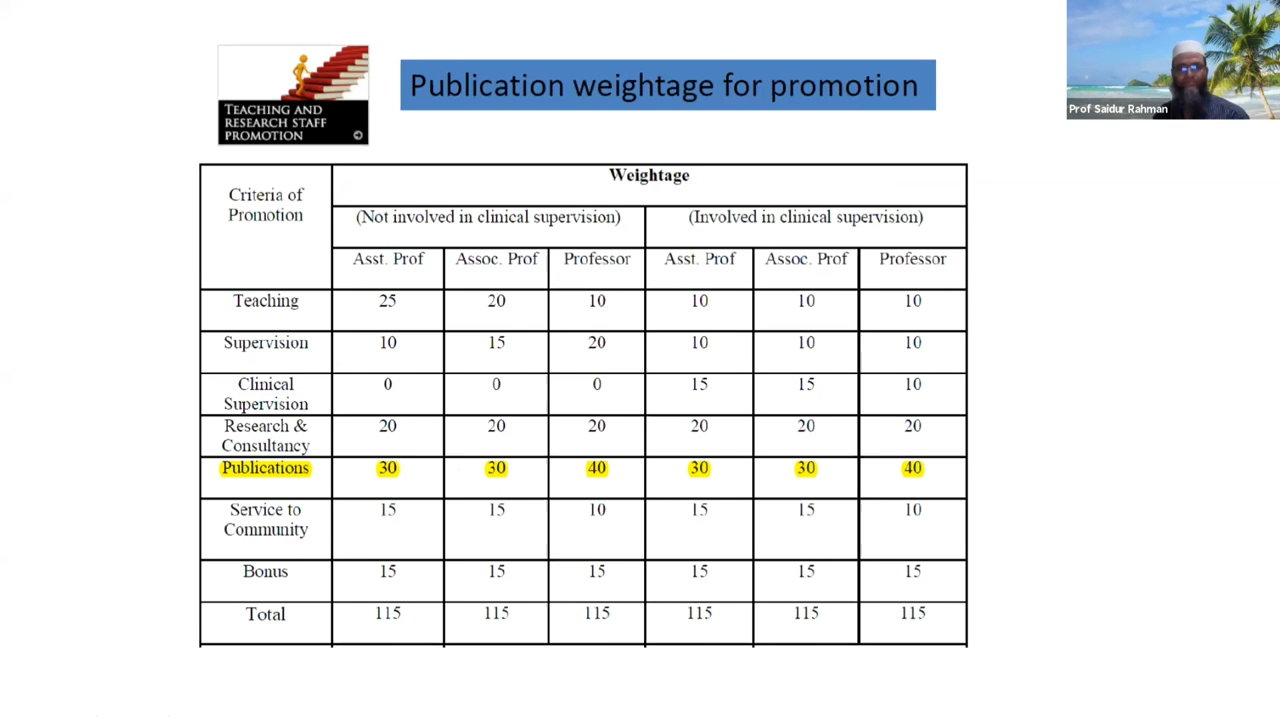 Publication weightage for promotion
TEACHING AND
RESEARCH STAFF
PROMOTION
Prof Saidur Rahman
Criteria of
Promotion
Weightage
(Not involved in clinical supervision) (Involved in clinical supervision)
Asst. Prof Assoc. Prof Professor Asst. Prof Assoc. Prof Professor
Teaching 25 20 10 10 10 10
Supervision 10 15 20 10 10 10
Clinical
Supervision 0 0 0 15 15 10
Research &
Consultancy 20 20 20 20 20 20
Publications 30 30 40 30 30 40
Service to
Community 15 15 10 15 15 10
Bonus 15 15 15 15 15 15
Total 115 115 115 115 115 115